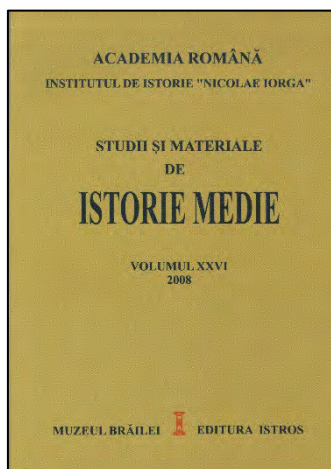 ACADEMIA ROMÂNĂ
INSTITUTUL DE ISTORIE "NICOLAE IORGA"
STUDII ȘI MATERIALE
DE
ISTORIE MEDIE
VOLUMUL XXVI
2008
MUZEUL BRĂILEI EDITURA ISTROS